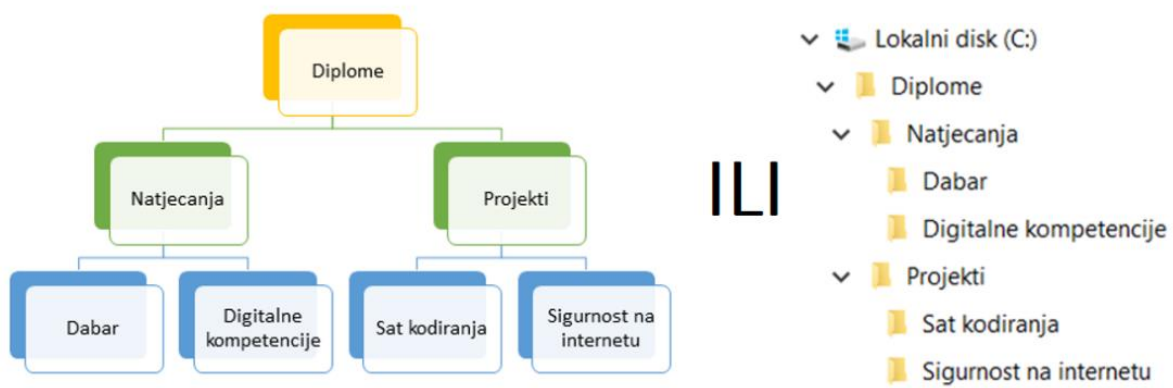 Diplome
Natjecanja
Projekti
Dabar
Digitalne
kompetencije
Sat kodiranja
Sigurnost na
internetu
ILI
Lokalni disk (C:)
Diplome
Natjecanja
Dabar
Digitalne kompetencije
Projekti
Sat kodiranja
Sigurnost na internetu